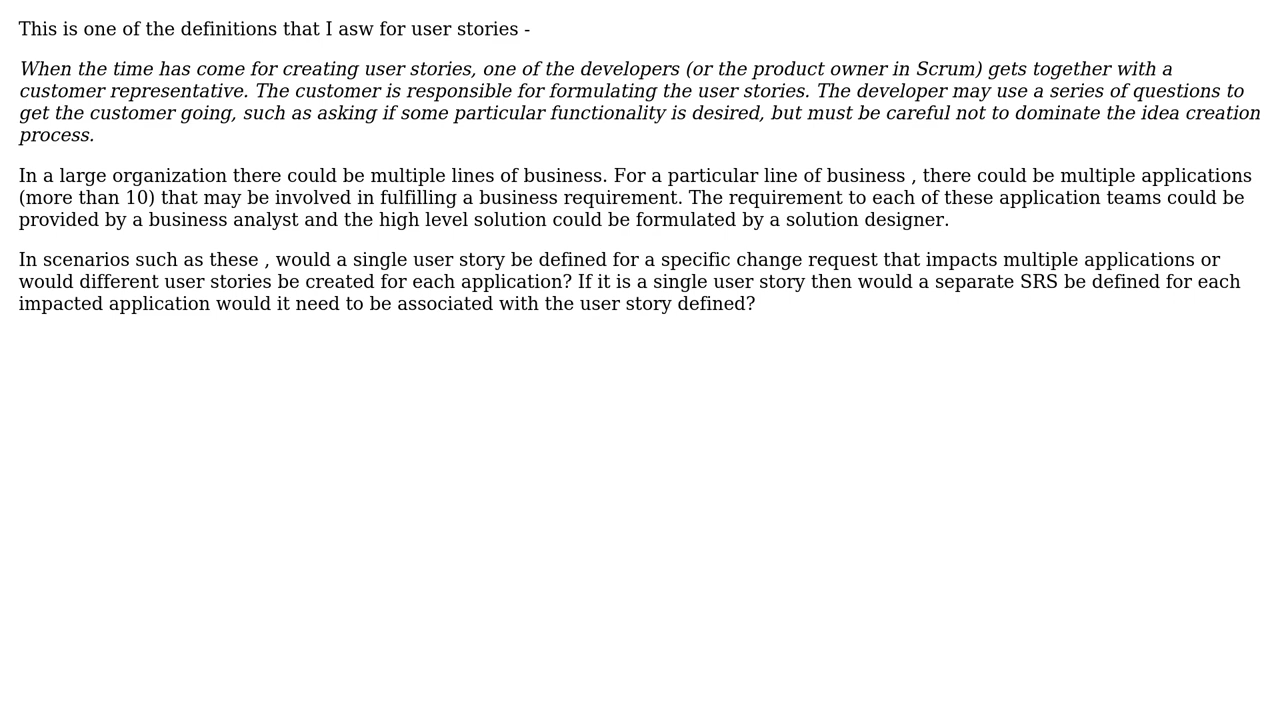 This is one of the definitions that I asw for user stories -
When the time has come for creating user stories, one of the developers (or the product owner in Scrum) gets together with a
customer representative. The customer is responsible for formulating the user stories. The developer may use a series of questions to
get the customer going, such as asking if some particular functionality is desired, but must be careful not to dominate the idea creation
process.
In a large organization there could be multiple lines of business. For a particular line of business , there could be multiple applications
(more than 10) that may be involved in fulfilling a business requirement. The requirement to each of these application teams could be
provided by a business analyst and the high level solution could be formulated by a solution designer.
In scenarios such as these , would a single user story be defined for a specific change request that impacts multiple applications or
would different user stories be created for each application? If it is a single user story then would a separate SRS be defined for each
impacted application would it need to be associated with the user story defined?